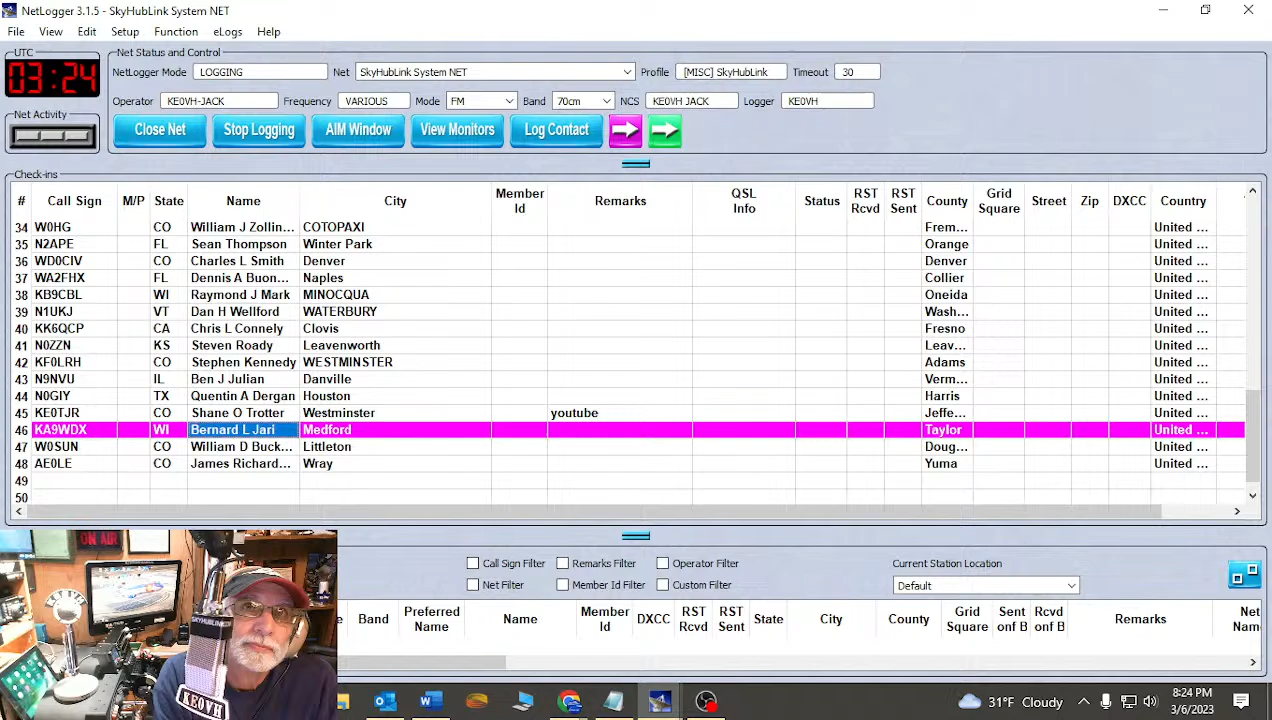 NetLogger 3.1.5 - SkyHubLink System NET
File View Edit Setup Function eLogs Help
UTC
03:24
Net Status and Control
NetLogger Mode LOGGING Net SkyHubLink System NET Profile [MISC] SkyHubLink Timeout 30
Operator KE0VH-JACK Frequency VARIOUS Mode FM Band 70cm NCS KE0VH JACK Logger KE0VH
Net Activity
Close Net Stop Logging AIM Window View Monitors Log Contact
Check-ins
# Call Sign M/P State Name City Member Id Remarks QSL Info Status RST Rcvd RST Sent County Grid Square Street Zip DXCC Country
34 W0HG CO William J Zollin... COTOPAXI Frem... United ...
35 N2APE FL Sean Thompson Winter Park Orange United ...
36 WD0CIV CO Charles L Smith Denver Denver United ...
37 WA2FHX FL Dennis A Buon... Naples Collier United ...
38 KB9CBL WI Raymond J Mark MINOCQUA Oneida United ...
39 N1UKJ VT Dan H Wellford WATERBURY Wash... United ...
40 KK6QCP CA Chris L Connely Clovis Fresno United ...
41 N0ZZN KS Steven Roady Leavenworth Leav... United ...
42 KF0LRH CO Stephen Kennedy WESTMINSTER Adams United ...
43 N9NVU IL Ben J Julian Danville Verm... United ...
44 N0GIY TX Quentin A Dergan Houston Harris United ...
45 KE0TJR CO Shane O Trotter Westminster youtube Jeffe... United ...
46 KA9WDX WI Bernard L Jari Medford Taylor United ...
47 W0SUN CO William D Buck... Littleton Doug... United ...
48 AE0LE CO James Richard... Wray Yuma United ...
49
50
ON AIR
Call Sign Filter Remarks Filter Operator Filter Current Station Location
Net Filter Member Id Filter Custom Filter Default
e Band Preferred Name Name Member Id DXCC RST Rcvd RST Sent State City County Grid Square Sent onf B Rcvd onf B Remarks Net Name
SKYHUBLINK
KE0VH
31°F Cloudy 8:24 PM
3/6/2023